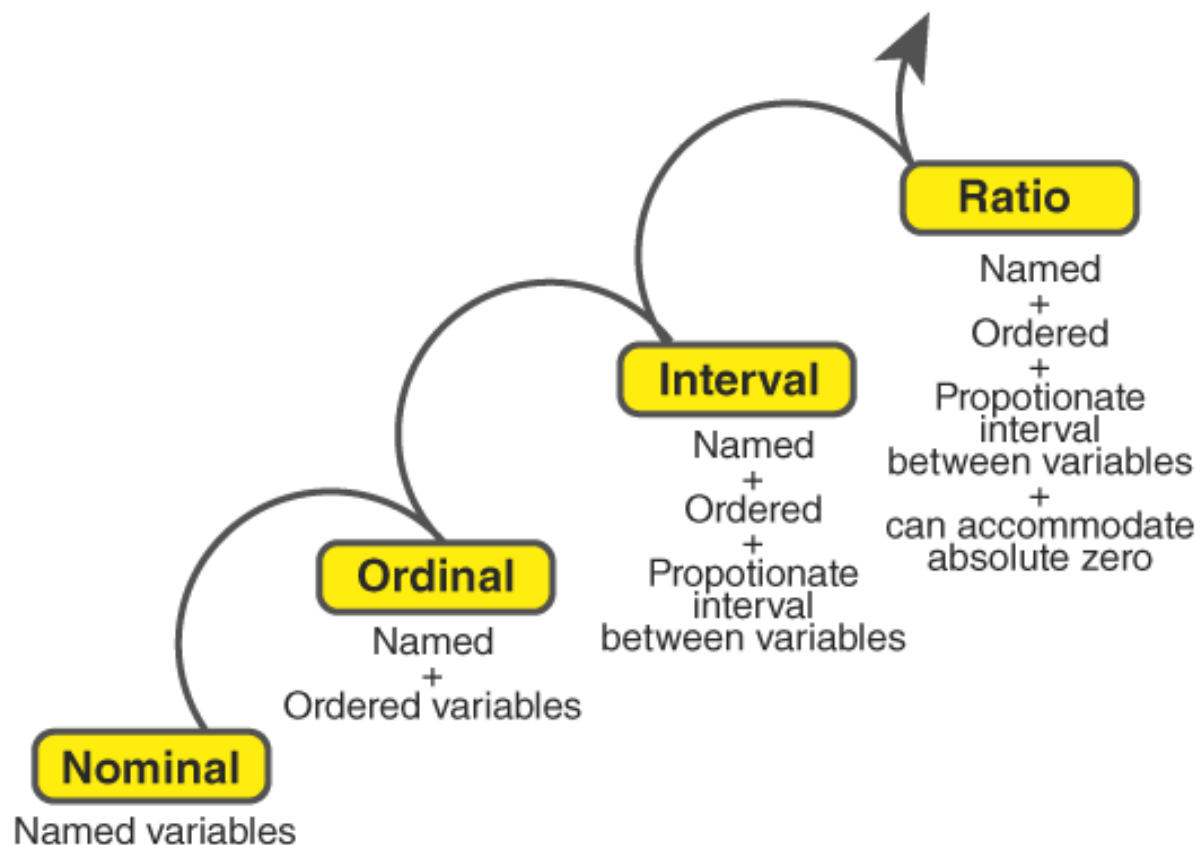 Ratio
Named
+
Ordered
+
Propotionate
interval
between variables
+
can accommodate
absolute zero
Interval
Named
+
Ordered
+
Propotionate
interval
between variables
Ordinal
Named
+
Ordered variables
Nominal
Named variables